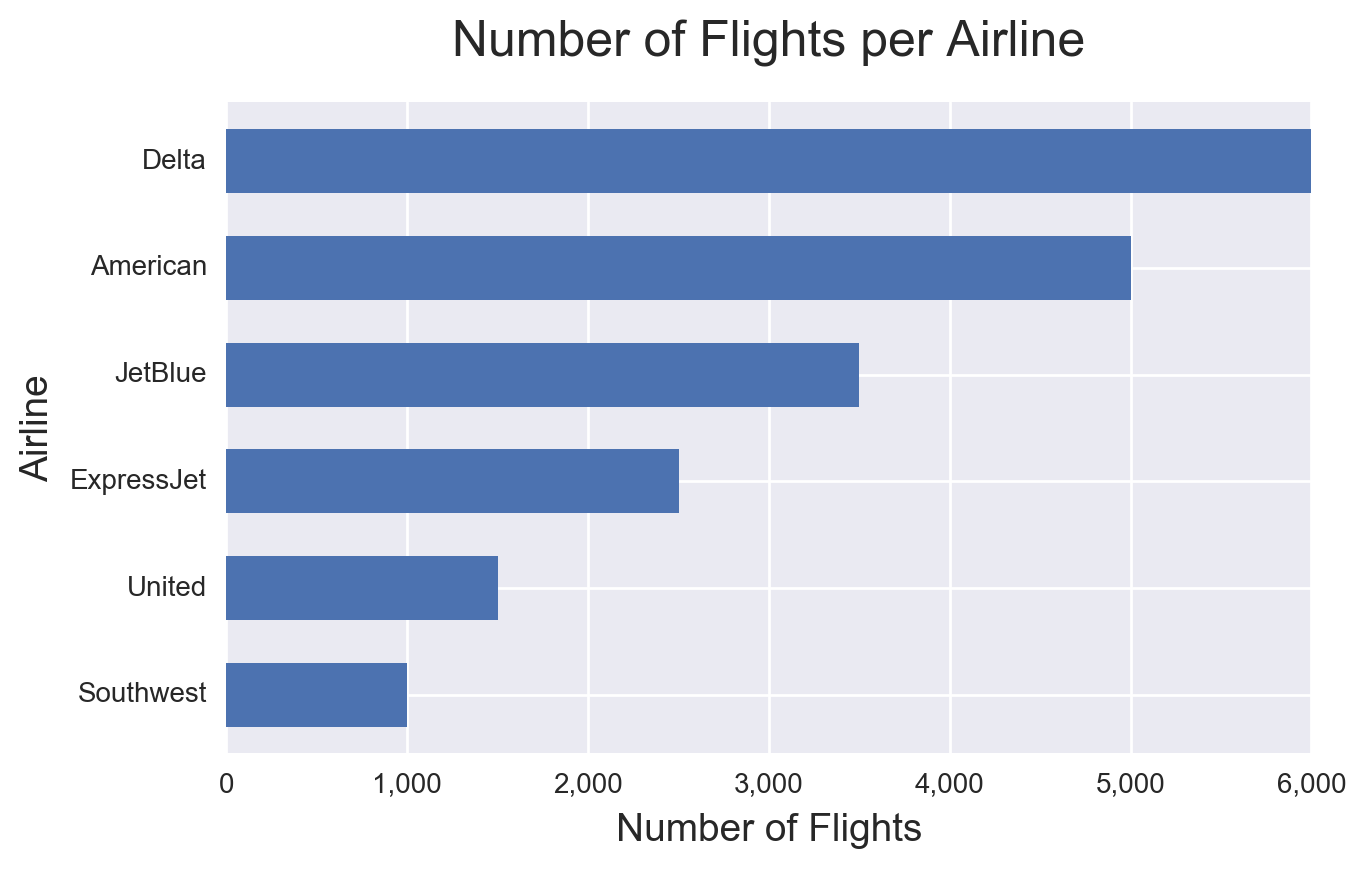 Number of Flights per Airline
Airline
Delta
American
JetBlue
ExpressJet
United
Southwest
0 1,000 2,000 3,000 4,000 5,000 6,000
Number of Flights